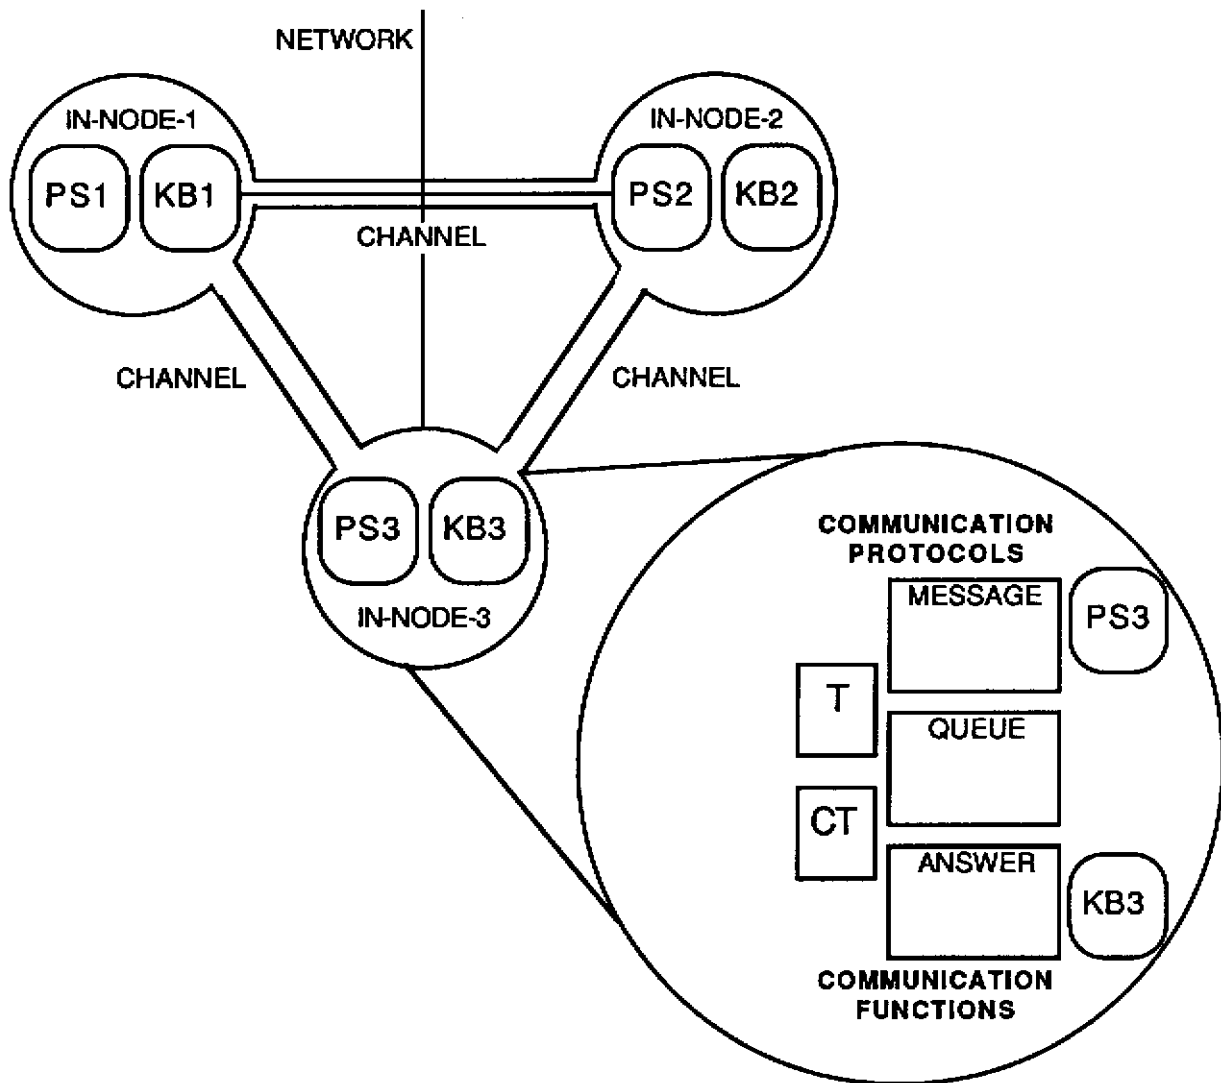 NETWORK
IN-NODE-1
IN-NODE-2
PS1 KB1
PS2 KB2
CHANNEL
CHANNEL
CHANNEL
PS3 KB3
IN-NODE-3
COMMUNICATION
PROTOCOLS
MESSAGE
PS3
T
QUEUE
CT
ANSWER
KB3
COMMUNICATION
FUNCTIONS